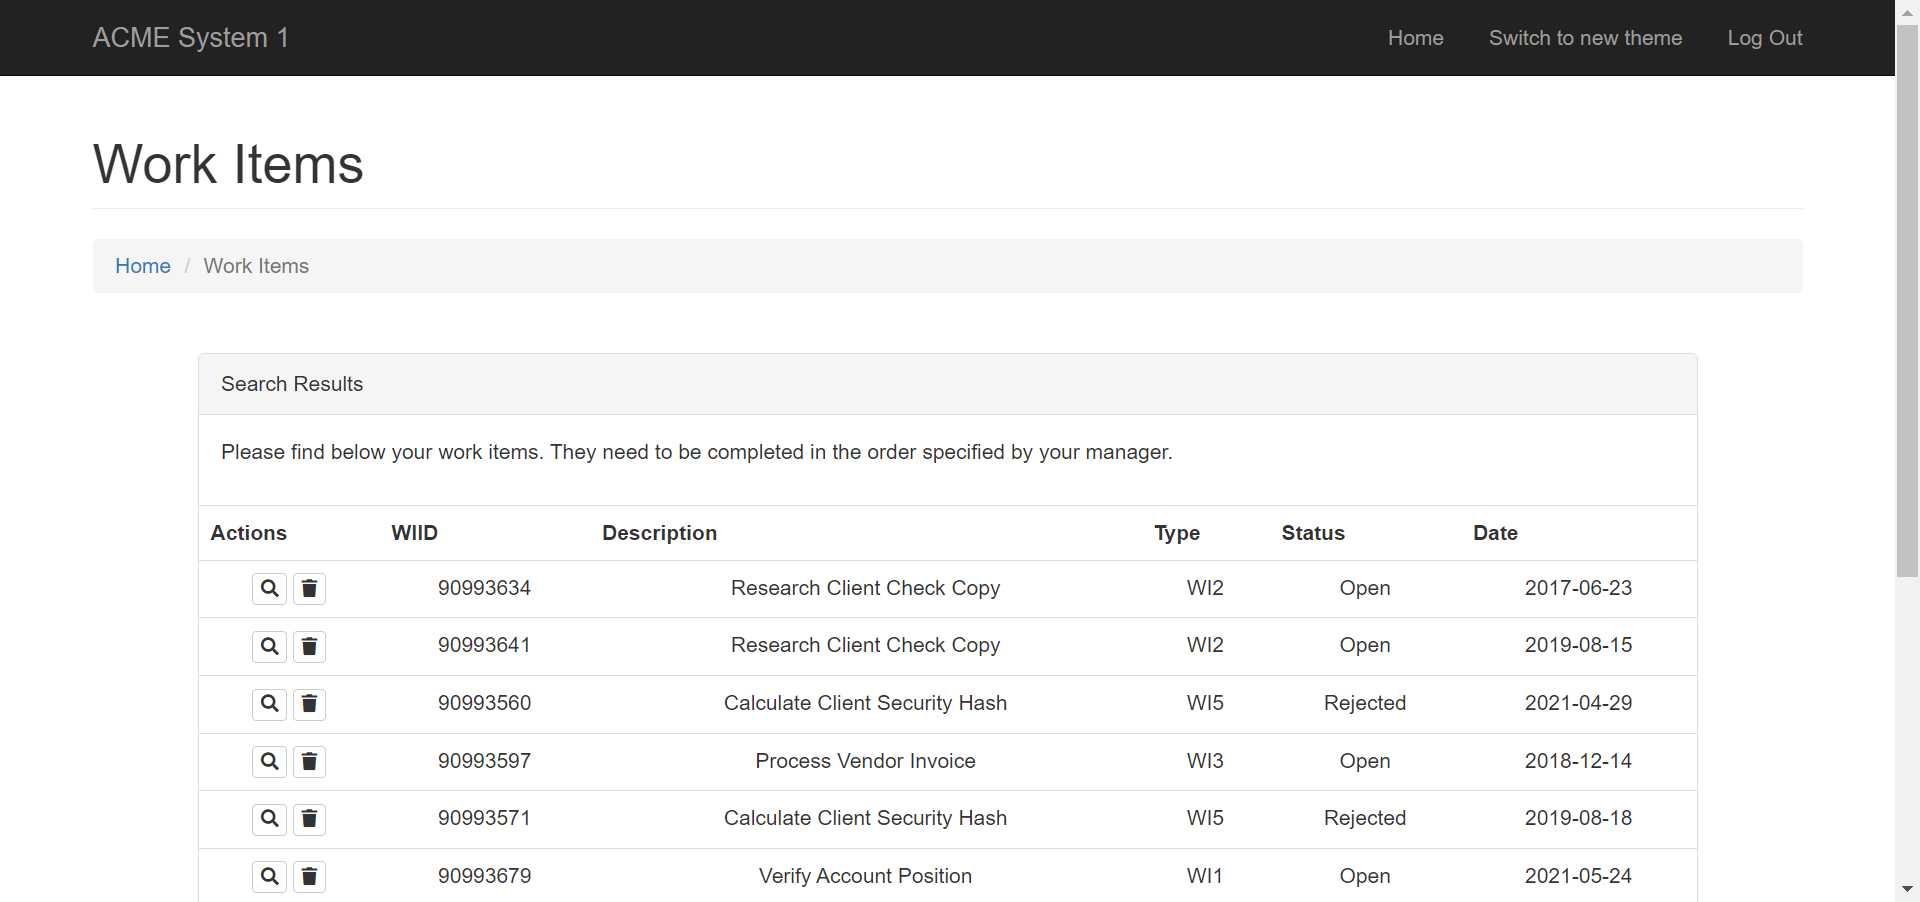 ACME System 1 Home Switch to new theme Log Out
Work Items
Home / Work Items
Search Results
Please find below your work items. They need to be completed in the order specified by your manager.
Actions WIID Description Type Status Date
90993634 Research Client Check Copy WI2 Open 2017-06-23
90993641 Research Client Check Copy WI2 Open 2019-08-15
90993560 Calculate Client Security Hash WI5 Rejected 2021-04-29
90993597 Process Vendor Invoice WI3 Open 2018-12-14
90993571 Calculate Client Security Hash WI5 Rejected 2019-08-18
90993679 Verify Account Position WI1 Open 2021-05-24